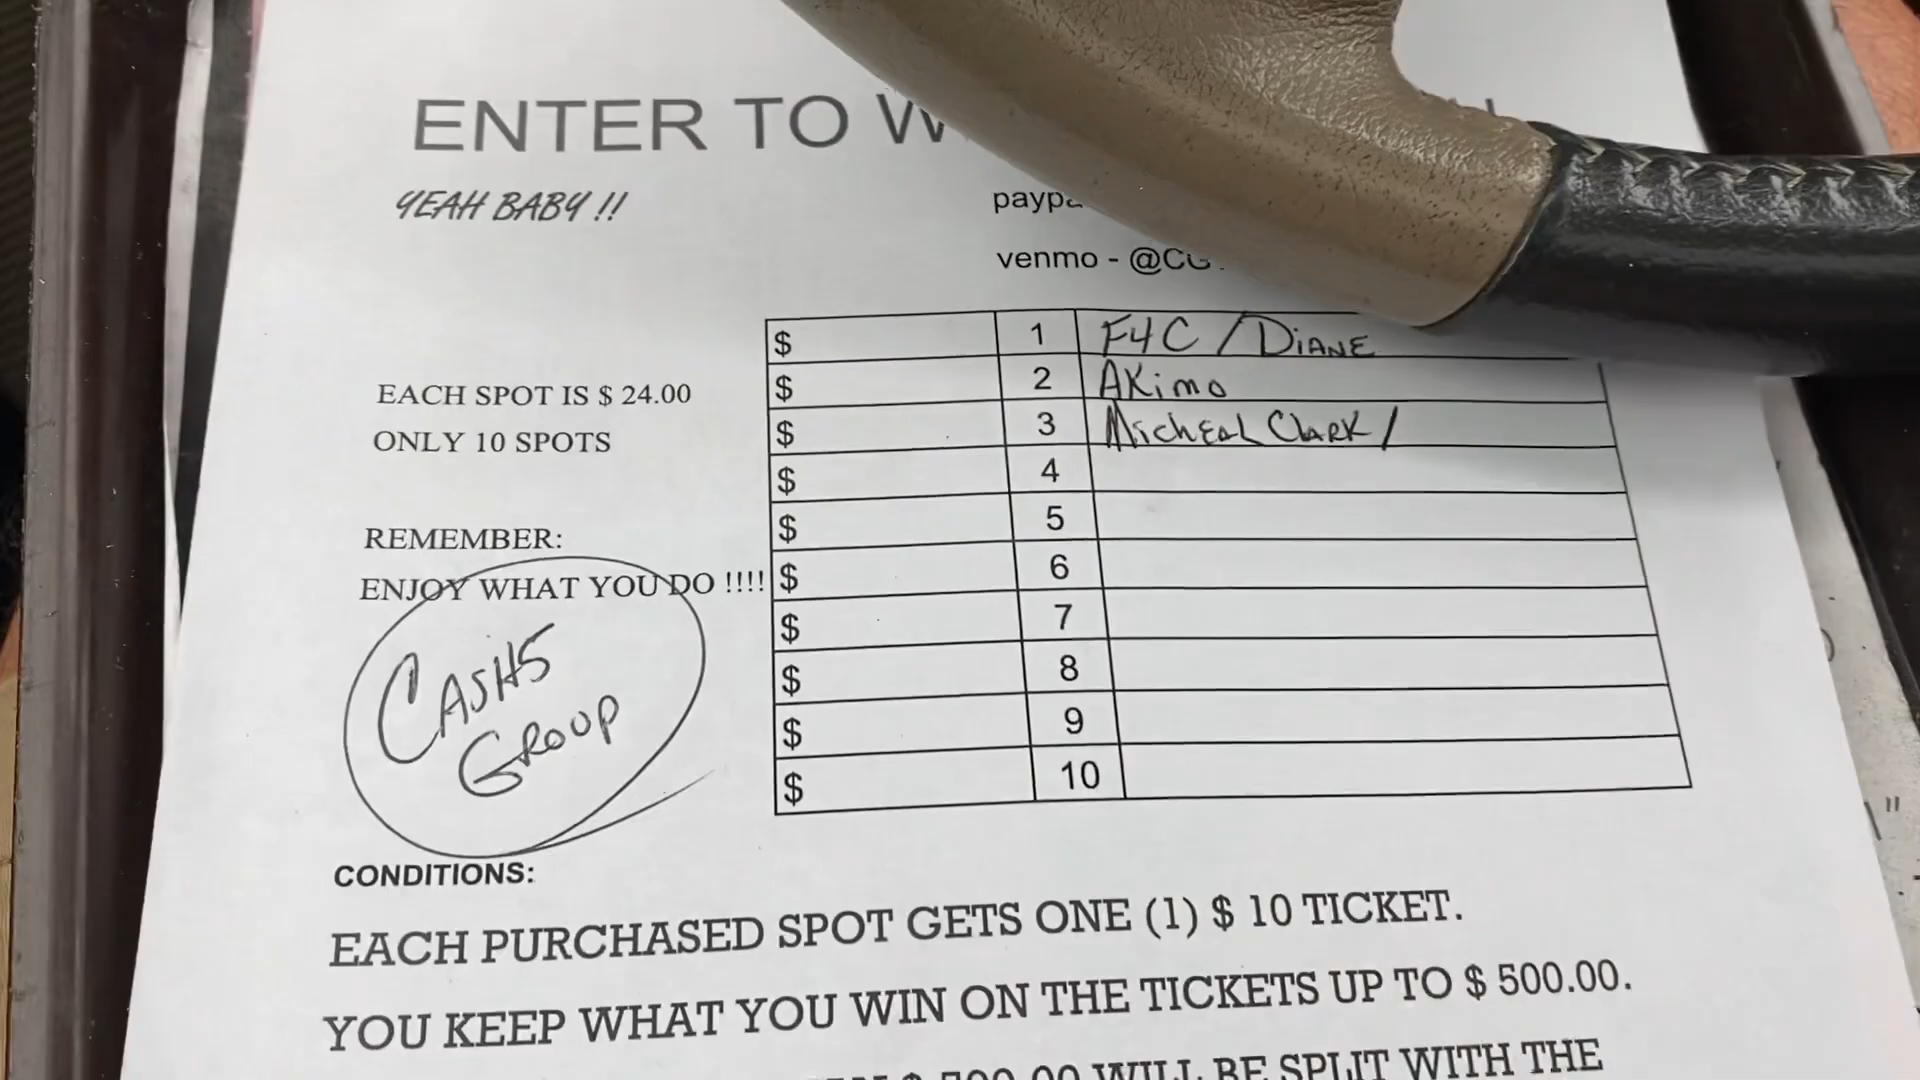 ENTER TO
YEAH BABY !!
venmo -
EACH SPOT IS $ 24.00
ONLY 10 SPOTS
REMEMBER:
ENJOY WHAT YOU DO !!!!
CASH5
GROUP
$ 1 F4C / DIANE
$ 2 AKimo
$ 3 MichEaL ClaRK /
$ 4
$ 5
$ 6
$ 7
$ 8
$ 9
$ 10
CONDITIONS:
EACH PURCHASED SPOT GETS ONE (1) $ 10 TICKET.
YOU KEEP WHAT YOU WIN ON THE TICKETS UP TO $ 500.00.
WILL BE SPLIT WITH THE